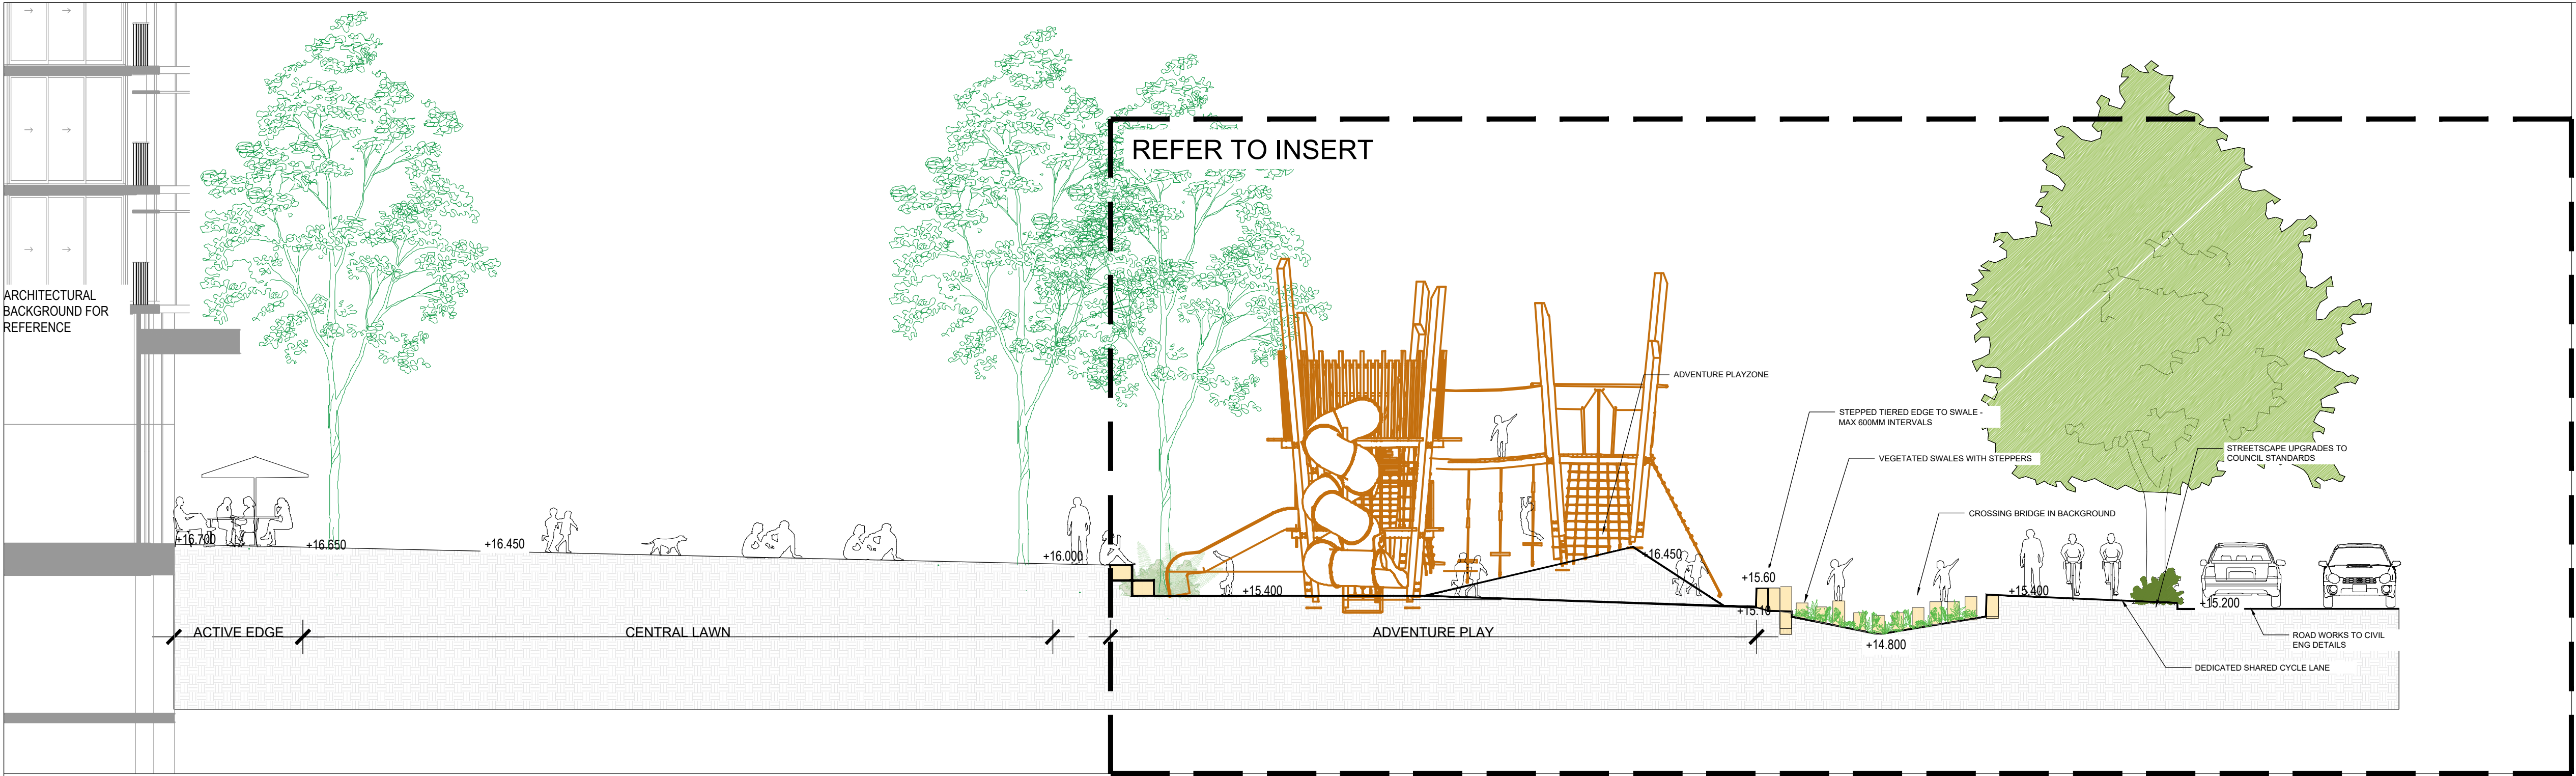 REFER TO INSERT
ARCHITECTURAL
BACKGROUND FOR
REFERENCE
ADVENTURE PLAYZONE
STEPPED TIERED EDGE TO SWALE -
MAX 600MM INTERVALS
VEGETATED SWALES WITH STEPPERS
STREETSCAPE UPGRADES TO
COUNCIL STANDARDS
CROSSING BRIDGE IN BACKGROUND
+16.700
+16.650
+16.450
+16.000
+15.400
+16.450
+15.60
+15.10
+14.800
+15.400
+15.200
ACTIVE EDGE
CENTRAL LAWN
ADVENTURE PLAY
ROAD WORKS TO CIVIL
ENG DETAILS
DEDICATED SHARED CYCLE LANE